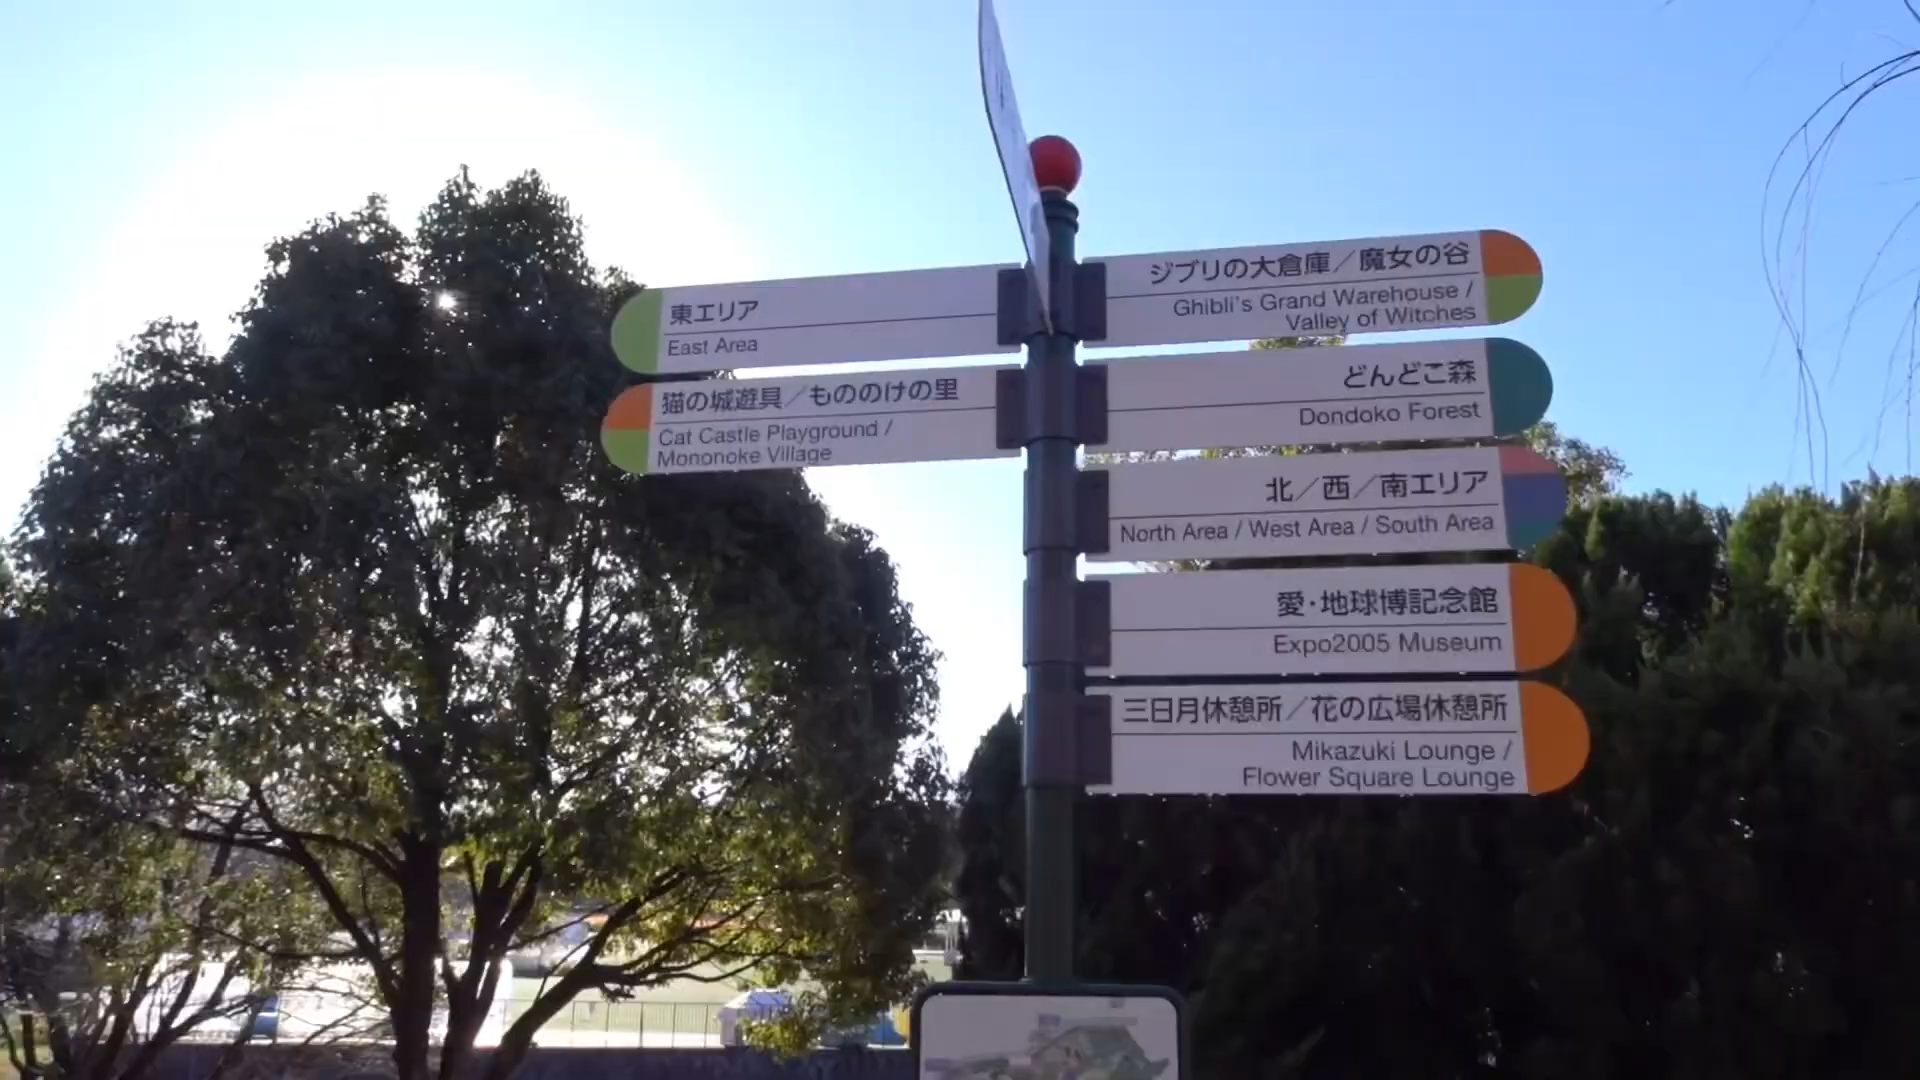 東エリア
East Area
猫の城遊具／もののけの里
Cat Castle Playground /
Mononoke Village
ジブリの大倉庫／魔女の谷
Ghibli's Grand Warehouse /
Valley of Witches
どんどこ森
Dondoko Forest
北／西／南エリア
North Area / West Area / South Area
愛・地球博記念館
Expo2005 Museum
三日月休憩所／花の広場休憩所
Mikazuki Lounge /
Flower Square Lounge